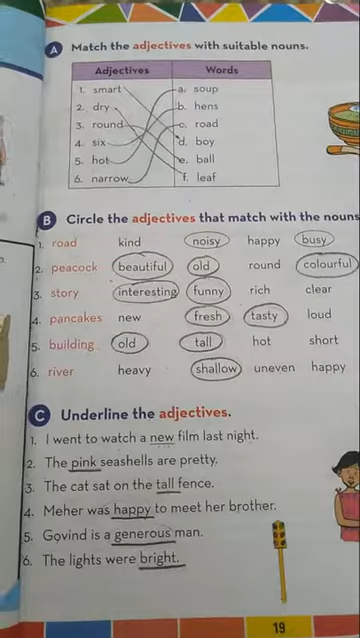 A Match the adjectives with suitable nouns.
Adjectives Words
1. smart a. soup
2. dry b. hens
3. round c. road
4. six d. boy
5. hot e. ball
6. narrow f. leaf
B Circle the adjectives that match with the nouns
1. road kind noisy happy busy
2. peacock beautiful old round colourful
3. story interesting funny rich clear
4. pancakes new fresh tasty loud
5. building old tall hot short
6. river heavy shallow uneven happy
C Underline the adjectives.
1. I went to watch a new film last night.
2. The pink seashells are pretty.
3. The cat sat on the tall fence.
4. Meher was happy to meet her brother.
5. Govind is a generous man.
6. The lights were bright.
19